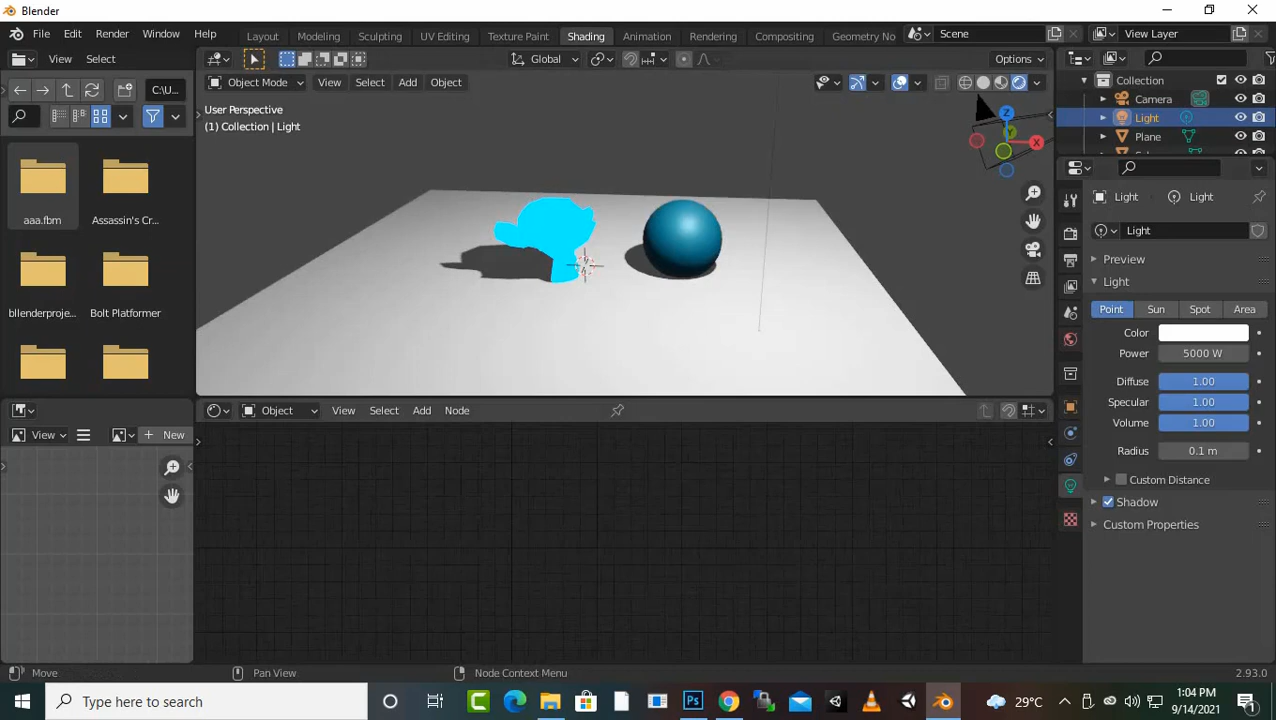 Blender
File Edit Render Window Help
Layout Modeling Sculpting UV Editing Texture Paint Shading Animation Rendering Compositing Geometry No
Scene
View Layer
View Select
Global
Options
C:\U...
Object Mode View Select Add Object
User Perspective
(1) Collection | Light
Z
Y
X
aaa.fbm
Assassin's Cr...
bllenderproje...
Bolt Platformer
Collection
Camera
Light
Plane
Light Light
Light
Preview
Light
Point Sun Spot Area
Color
Power 5000 W
Diffuse 1.00
Specular 1.00
Volume 1.00
Radius 0.1 m
Custom Distance
Shadow
Custom Properties
View New
Object View Select Add Node
Move Pan View Node Context Menu 2.93.0
Type here to search
29°C
1:04 PM
9/14/2021